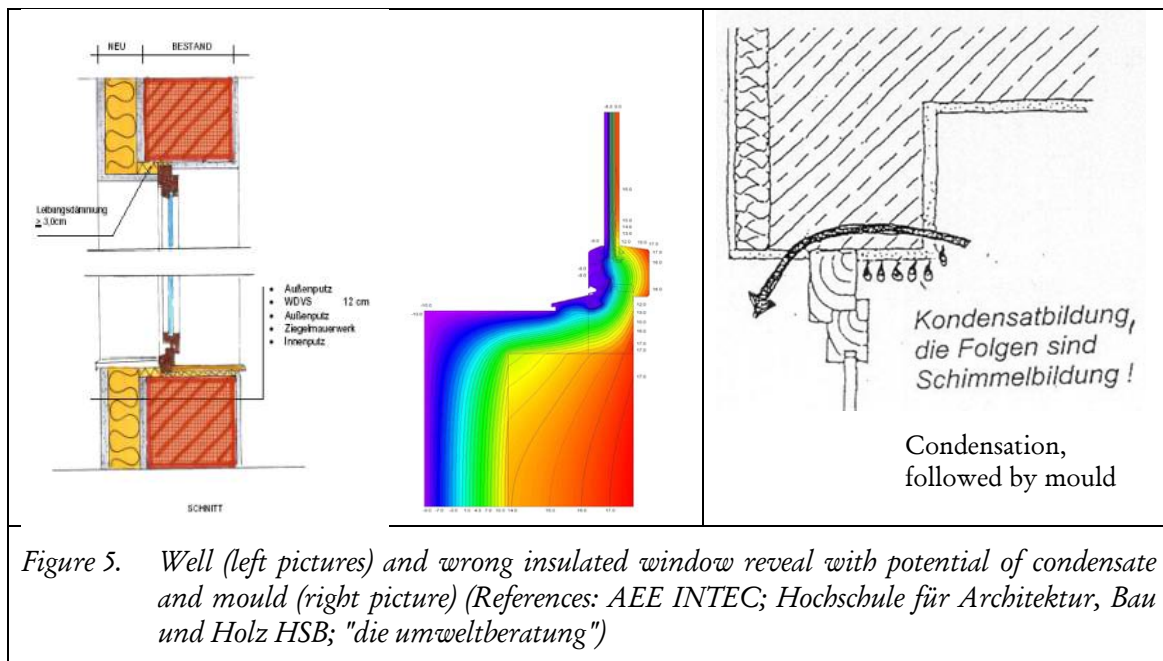 NEU BESTAND
Leibungsdämmung
≥ 3,0cm
• Außenputz
• WDVS 12 cm
• Außenputz
• Ziegelmauerwerk
• Innenputz
SCHNITT
Kondensatbildung,
die Folgen sind
Schimmelbildung !
Condensation,
followed by mould
Figure 5. Well (left pictures) and wrong insulated window reveal with potential of condensate
and mould (right picture) (References: AEE INTEC; Hochschule für Architektur, Bau
und Holz HSB; "die umweltberatung")